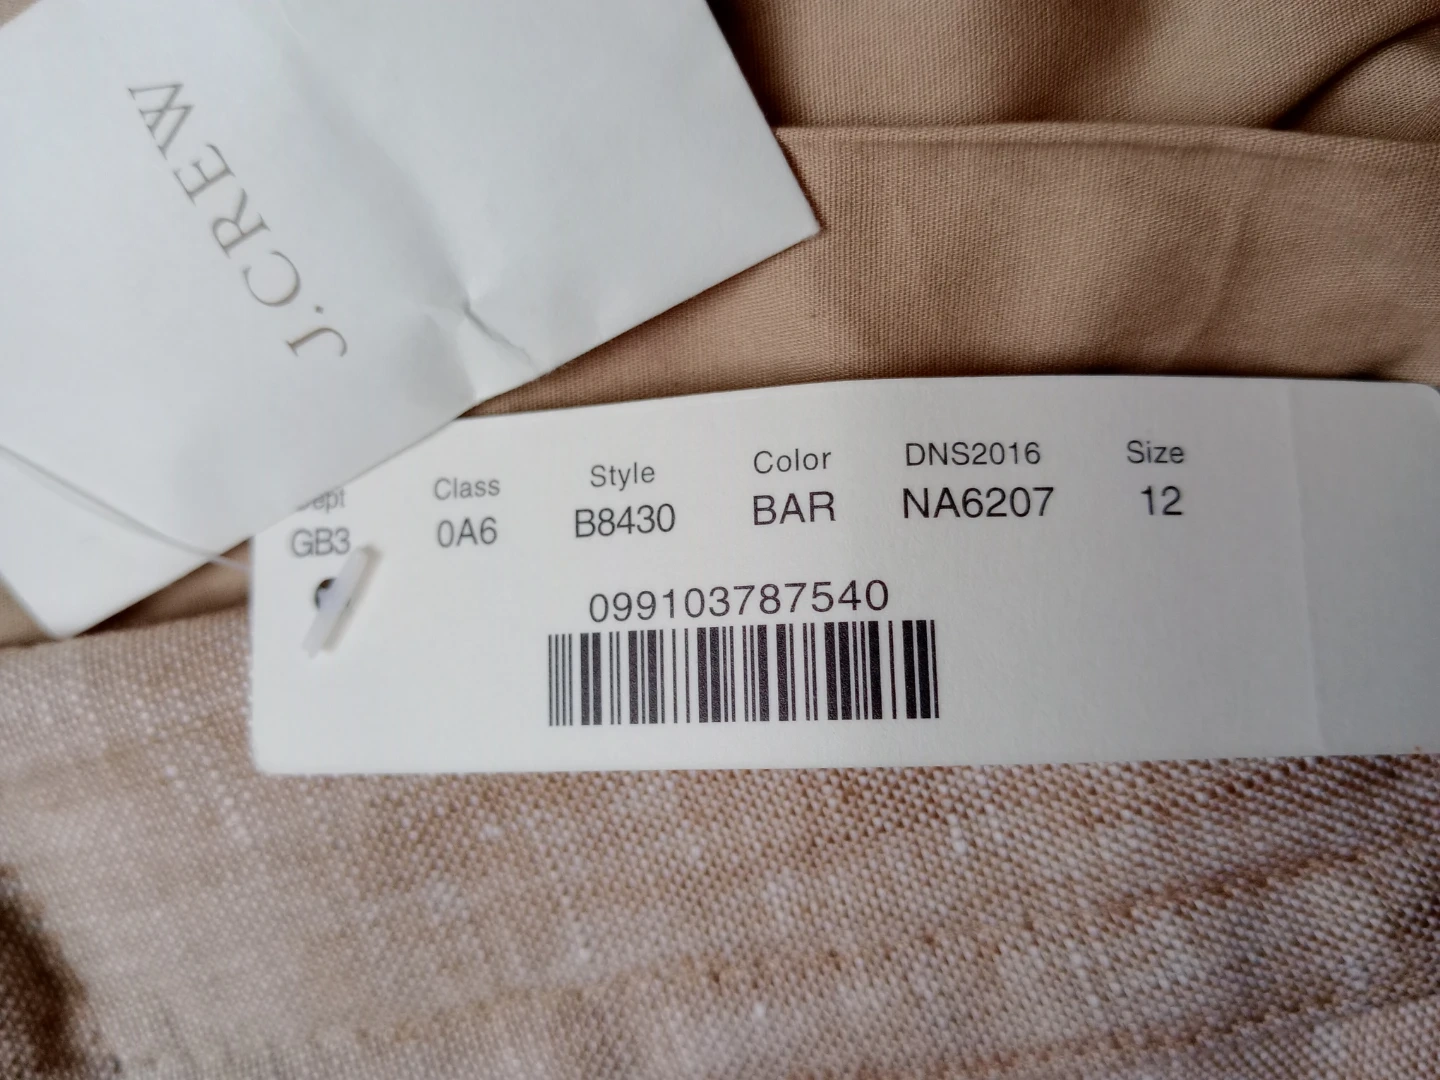 J.CREW
Dept Class Style Color DNS2016 Size
GB3 0A6 B8430 BAR NA6207 12
099103787540